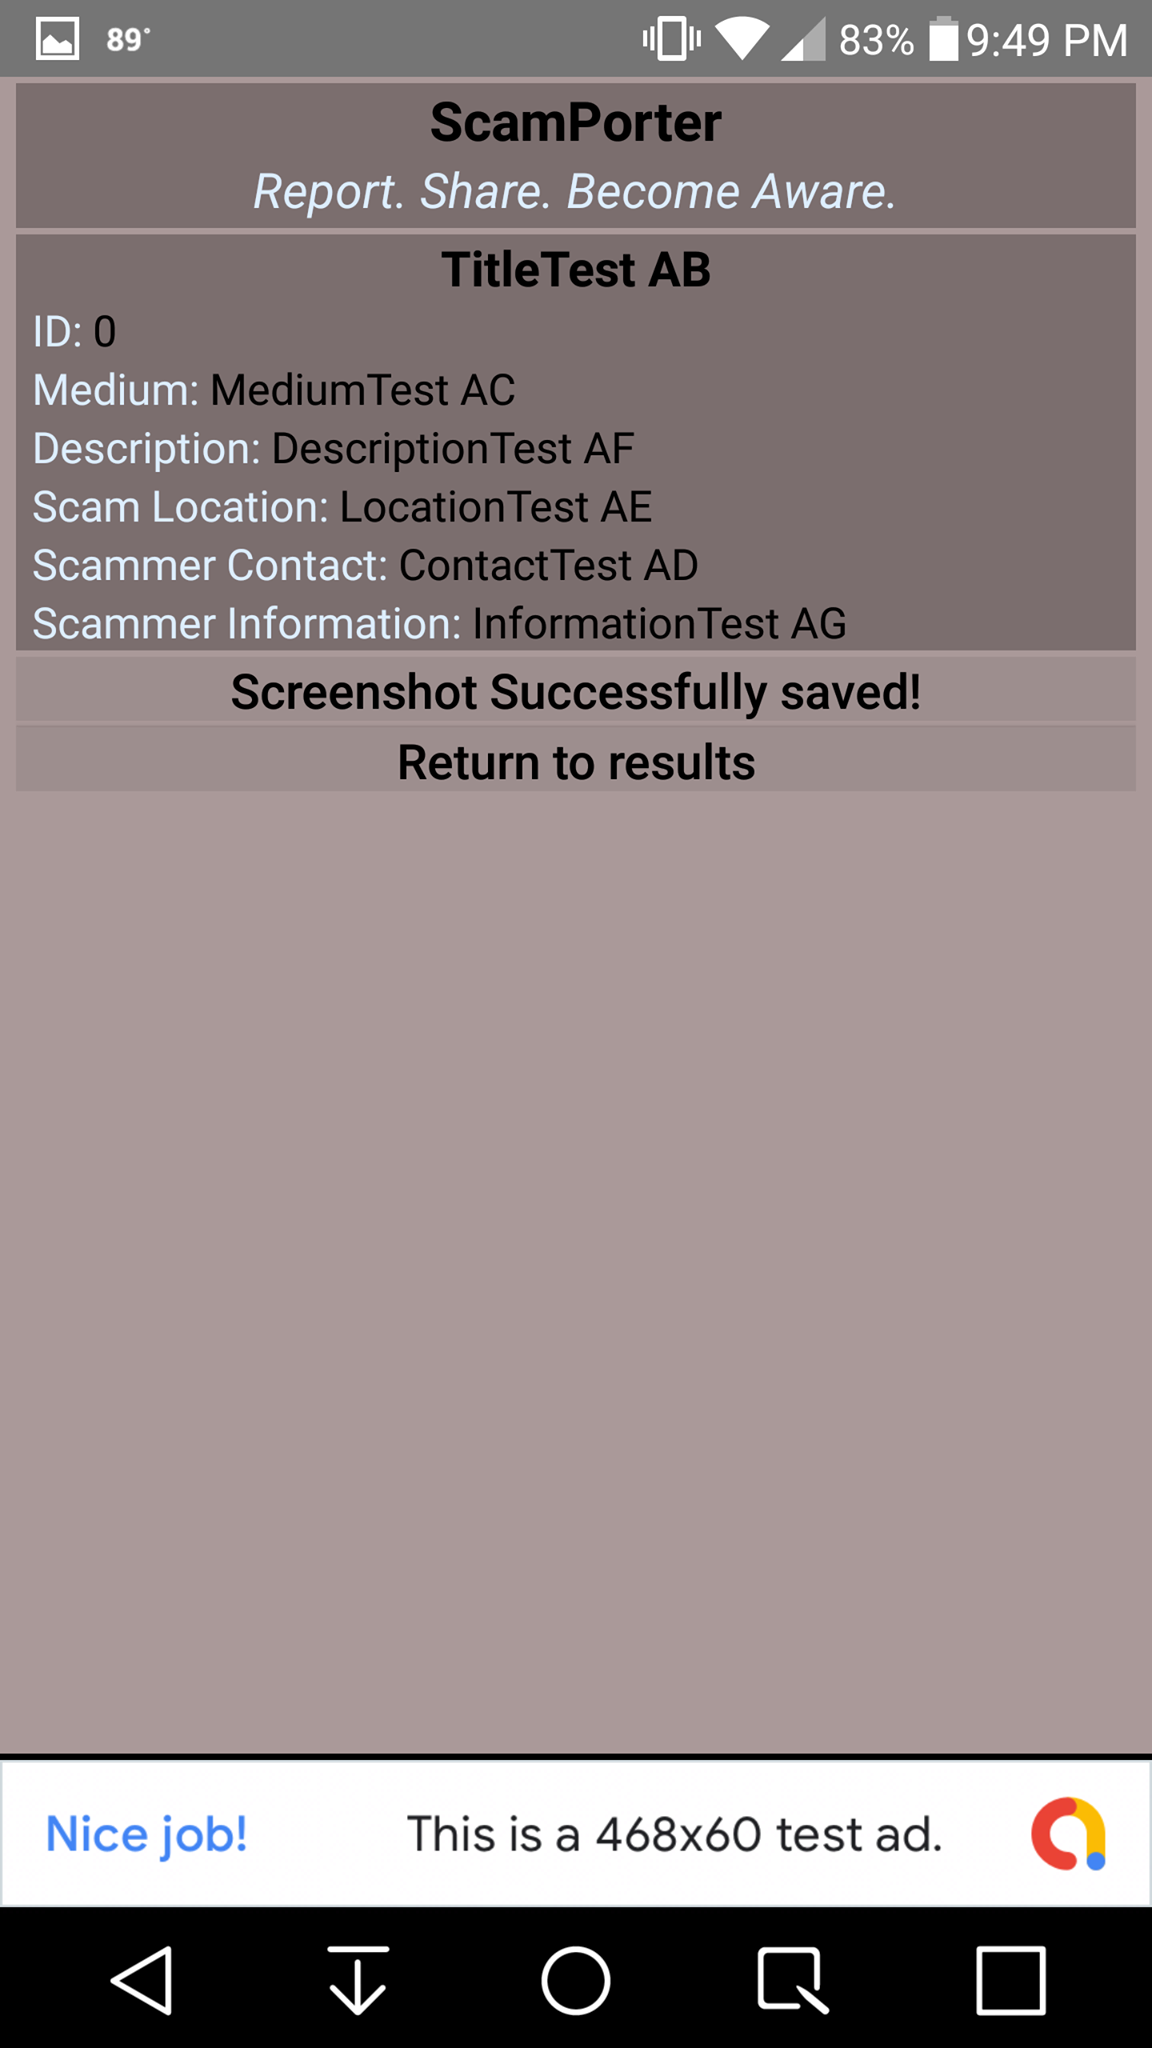 89° 83% 9:49 PM
ScamPorter
Report. Share. Become Aware.
TitleTest AB
ID: 0
Medium: MediumTest AC
Description: DescriptionTest AF
Scam Location: LocationTest AE
Scammer Contact: ContactTest AD
Scammer Information: InformationTest AG
Screenshot Successfully saved!
Return to results
Nice job! This is a 468x60 test ad.